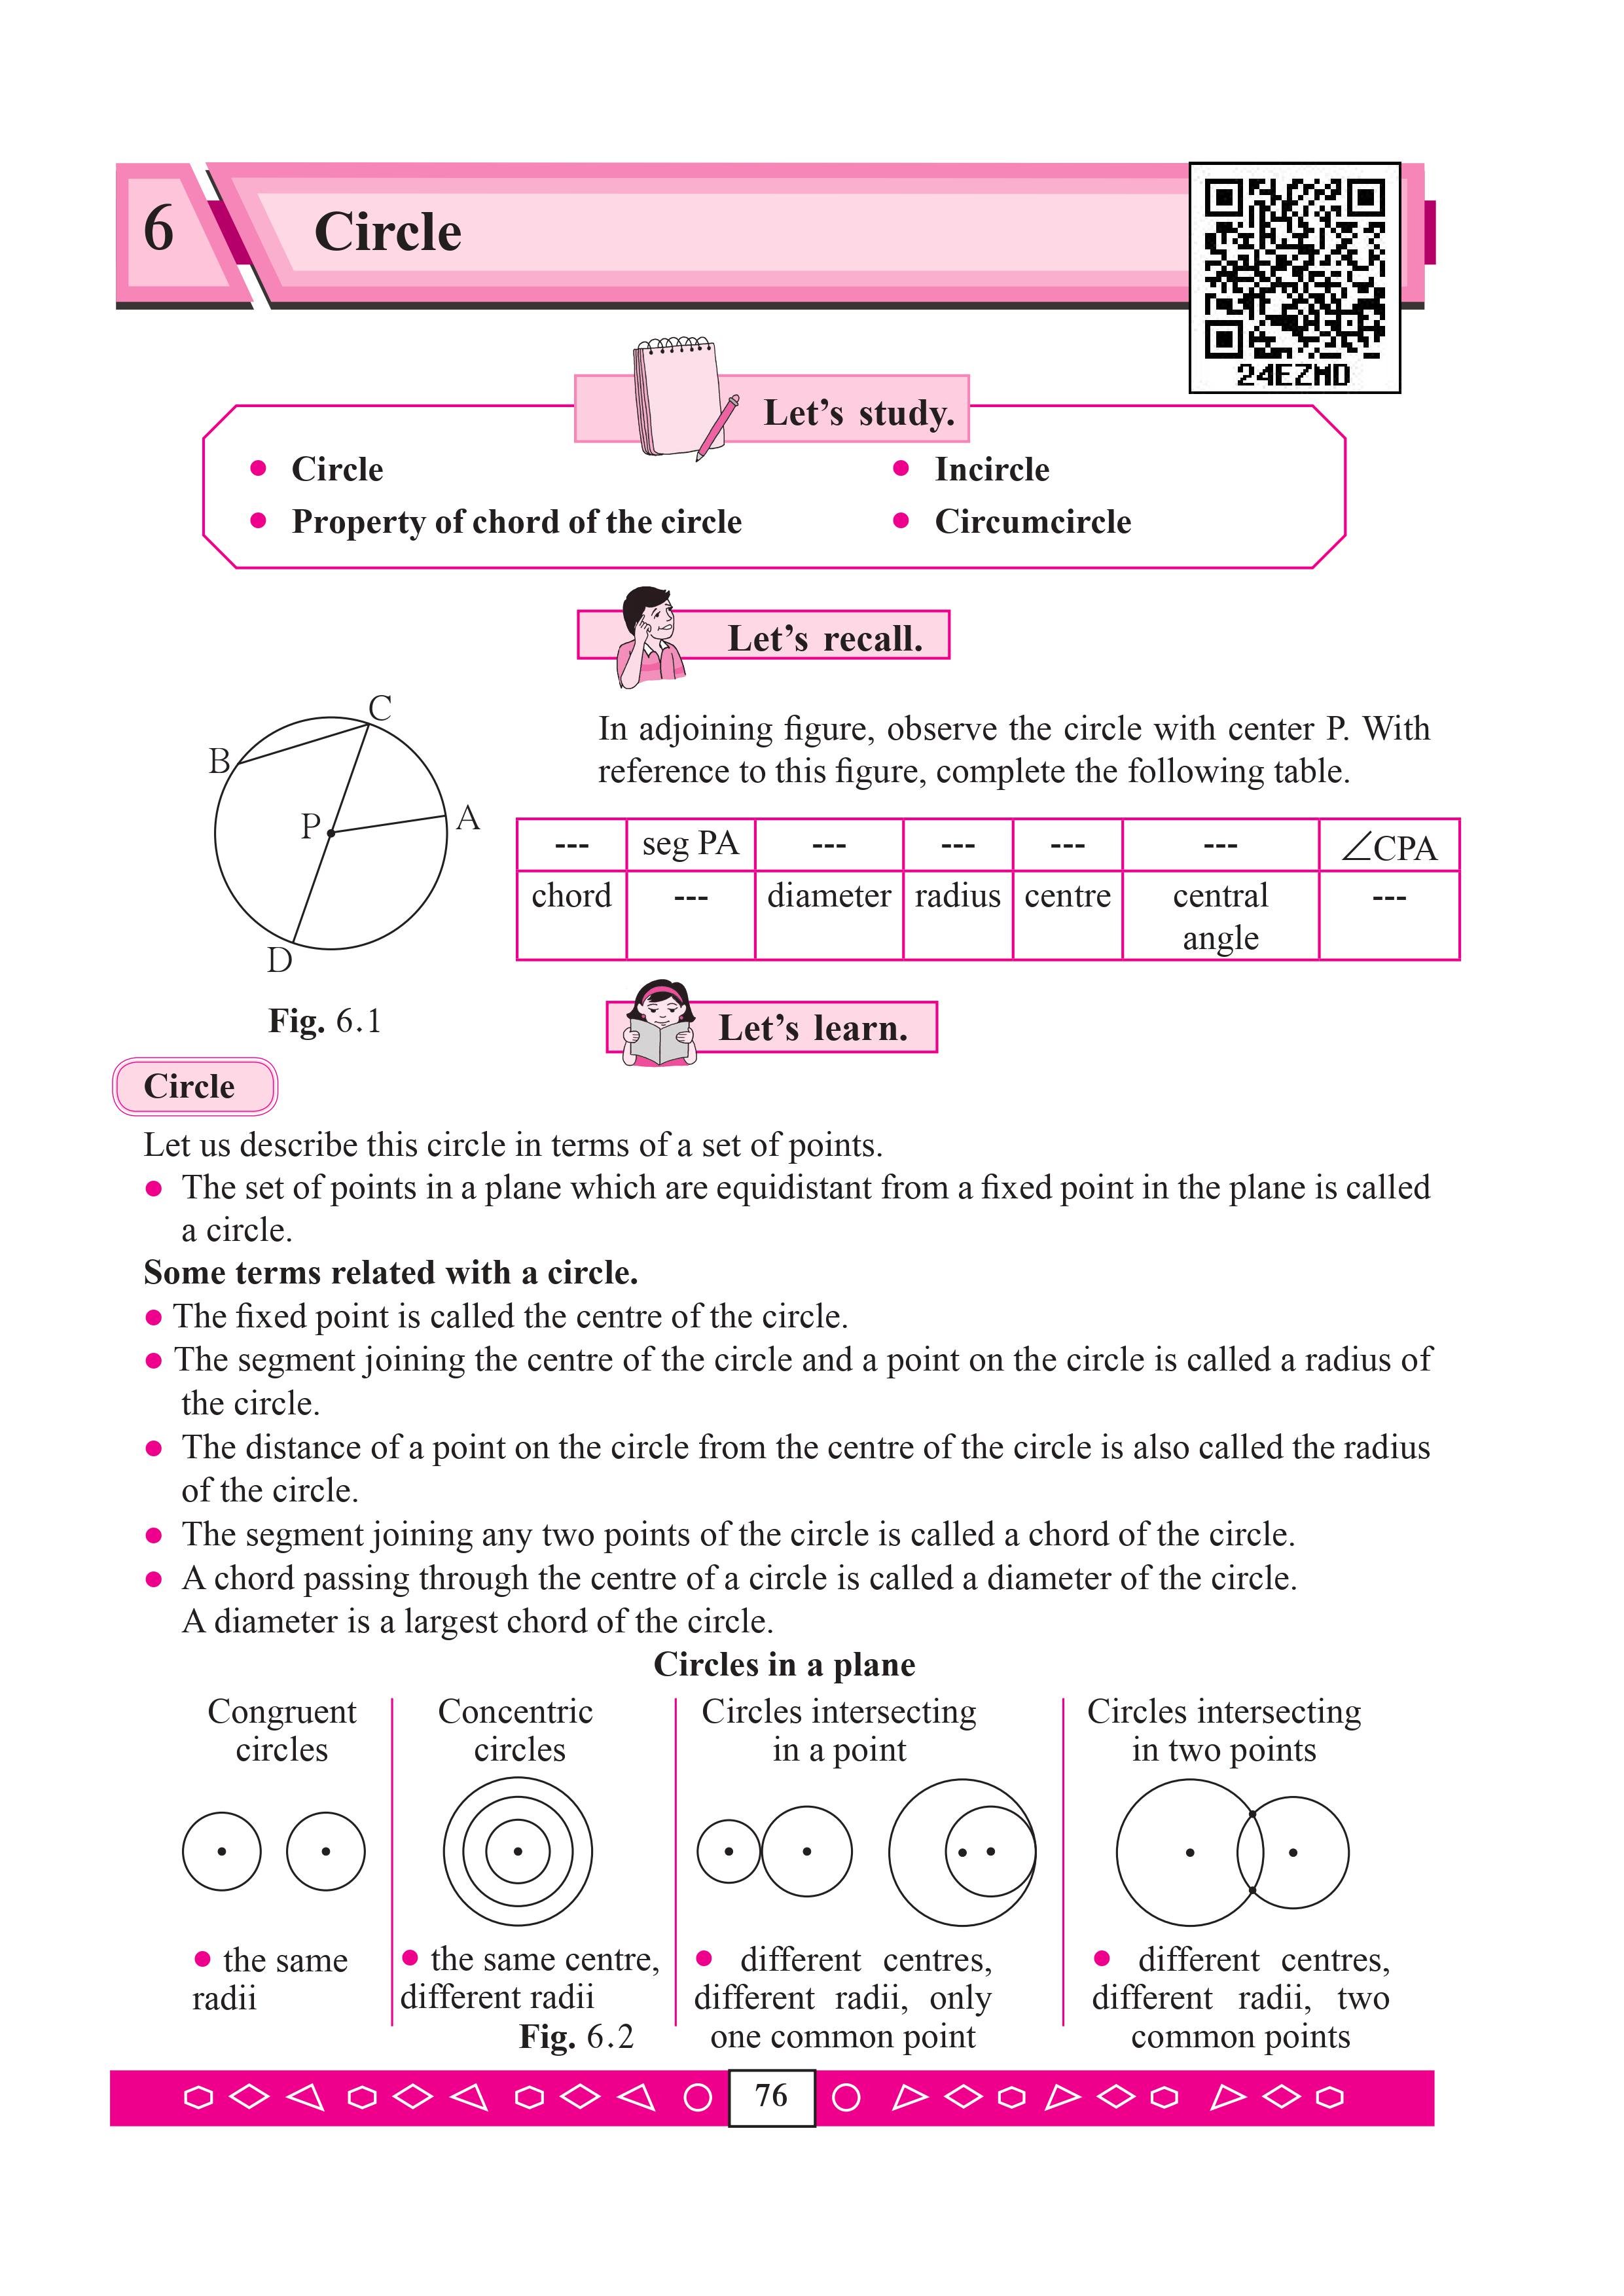 6
Circle
24EZMD
Let's study.
• Circle
• Property of chord of the circle
• Incircle
• Circumcircle
Let's recall.
C
B
P
A
D
Fig. 6.1
In adjoining figure, observe the circle with center P. With
reference to this figure, complete the following table.
--- seg PA --- --- --- --- ∠CPA
chord --- diameter radius centre central ---
angle
Let's learn.
Circle
Let us describe this circle in terms of a set of points.
• The set of points in a plane which are equidistant from a fixed point in the plane is called
a circle.
Some terms related with a circle.
• The fixed point is called the centre of the circle.
• The segment joining the centre of the circle and a point on the circle is called a radius of
the circle.
• The distance of a point on the circle from the centre of the circle is also called the radius
of the circle.
• The segment joining any two points of the circle is called a chord of the circle.
• A chord passing through the centre of a circle is called a diameter of the circle.
A diameter is a largest chord of the circle.
Circles in a plane
Congruent
circles
• the same
radii
Concentric
circles
• the same centre,
different radii
Circles intersecting
in a point
• different centres,
different radii, only
one common point
Circles intersecting
in two points
• different centres,
different radii, two
common points
Fig. 6.2
76